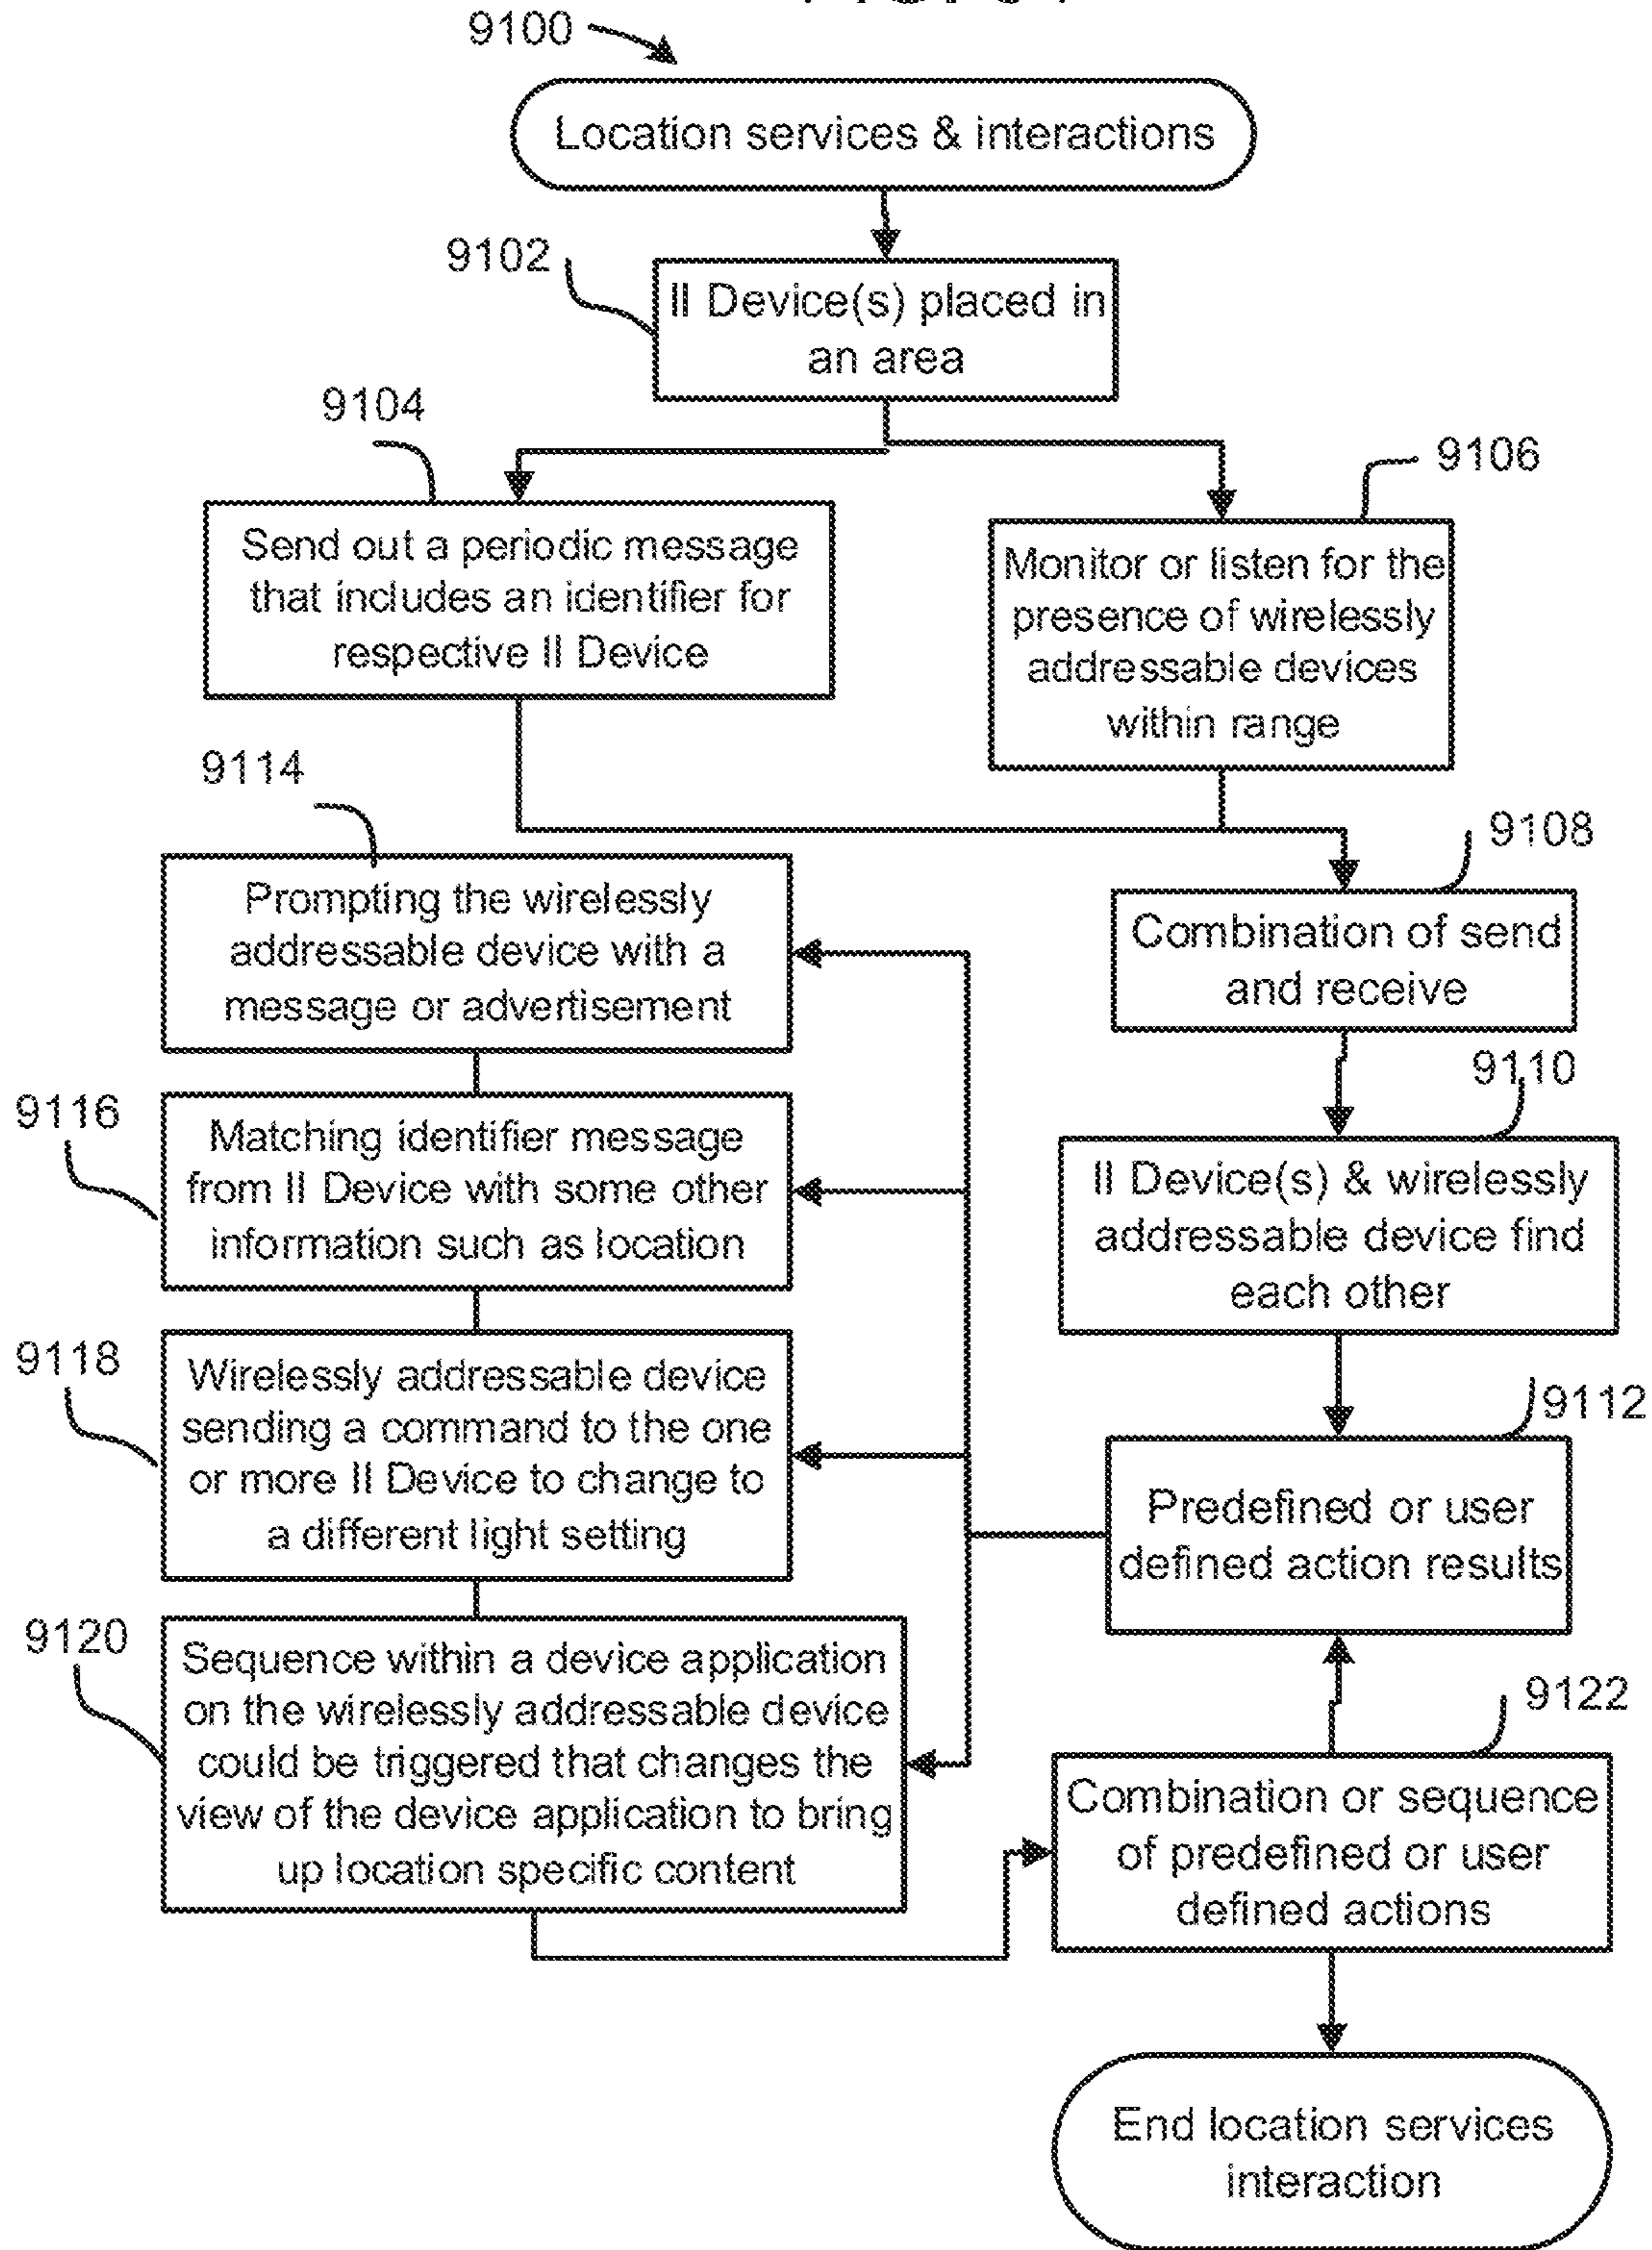 9100
Location services & interactions
9102
II Device(s) placed in
an area
9104
Send out a periodic message
that includes an identifier for
respective II Device
9106
Monitor or listen for the
presence of wirelessly
addressable devices
within range
9108
Combination of send
and receive
9110
II Device(s) & wirelessly
addressable device find
each other
9112
Predefined or user
defined action results
9114
Prompting the wirelessly
addressable device with a
message or advertisement
9116
Matching identifier message
from II Device with some other
information such as location
9118
Wirelessly addressable device
sending a command to the one
or more II Device to change to
a different light setting
9120
Sequence within a device application
on the wirelessly addressable device
could be triggered that changes the
view of the device application to bring
up location specific content
9122
Combination or sequence
of predefined or user
defined actions
End location services
interaction